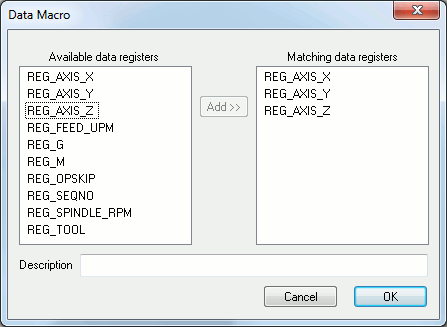 Data Macro
Available data registers
Matching data registers
REG_AXIS_X
REG_AXIS_Y
REG_AXIS_Z
REG_FEED_UPM
REG_G
REG_M
REG_OPSKIP
REG_SEQNO
REG_SPINDLE_RPM
REG_TOOL
Add >>
REG_AXIS_X
REG_AXIS_Y
REG_AXIS_Z
Description
Cancel
OK